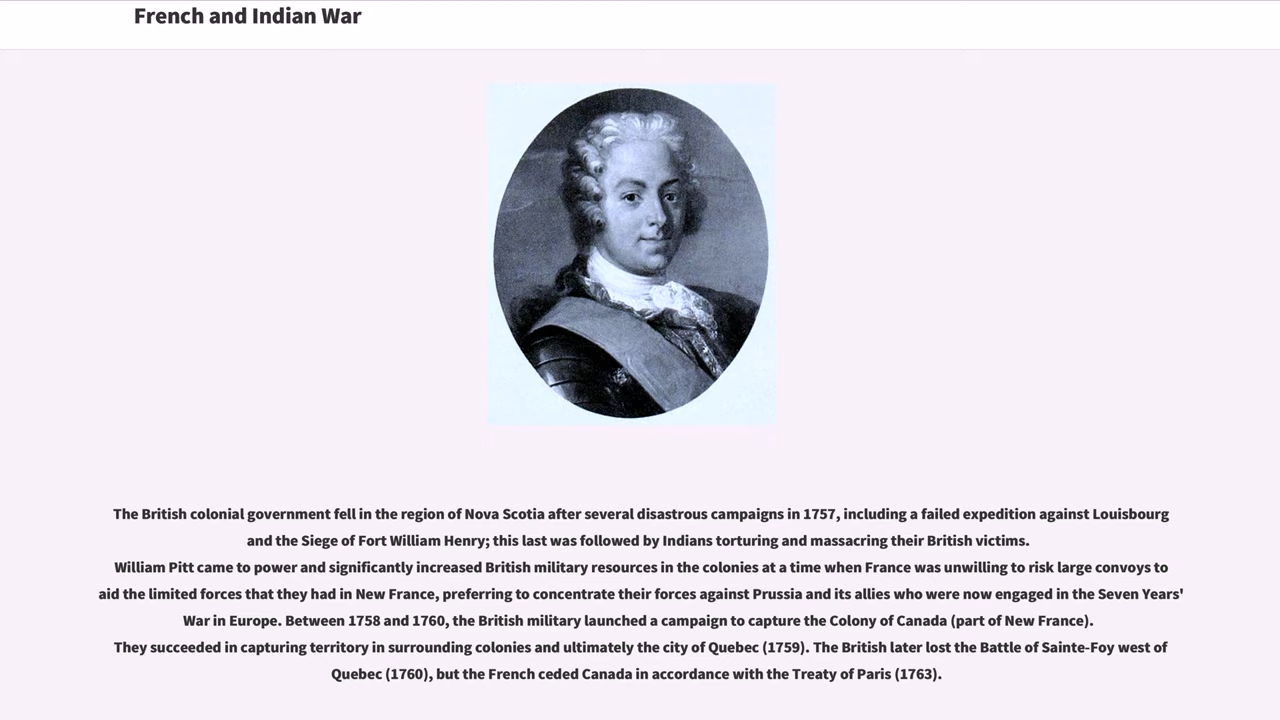 French and Indian War
The British colonial government fell in the region of Nova Scotia after several disastrous campaigns in 1757, including a failed expedition against Louisbourg
and the Siege of Fort William Henry; this last was followed by Indians torturing and massacring their British victims.
William Pitt came to power and significantly increased British military resources in the colonies at a time when France was unwilling to risk large convoys to
aid the limited forces that they had in New France, preferring to concentrate their forces against Prussia and its allies who were now engaged in the Seven Years'
War in Europe. Between 1758 and 1760, the British military launched a campaign to capture the Colony of Canada (part of New France).
They succeeded in capturing territory in surrounding colonies and ultimately the city of Quebec (1759). The British later lost the Battle of Sainte-Foy west of
Quebec (1760), but the French ceded Canada in accordance with the Treaty of Paris (1763).